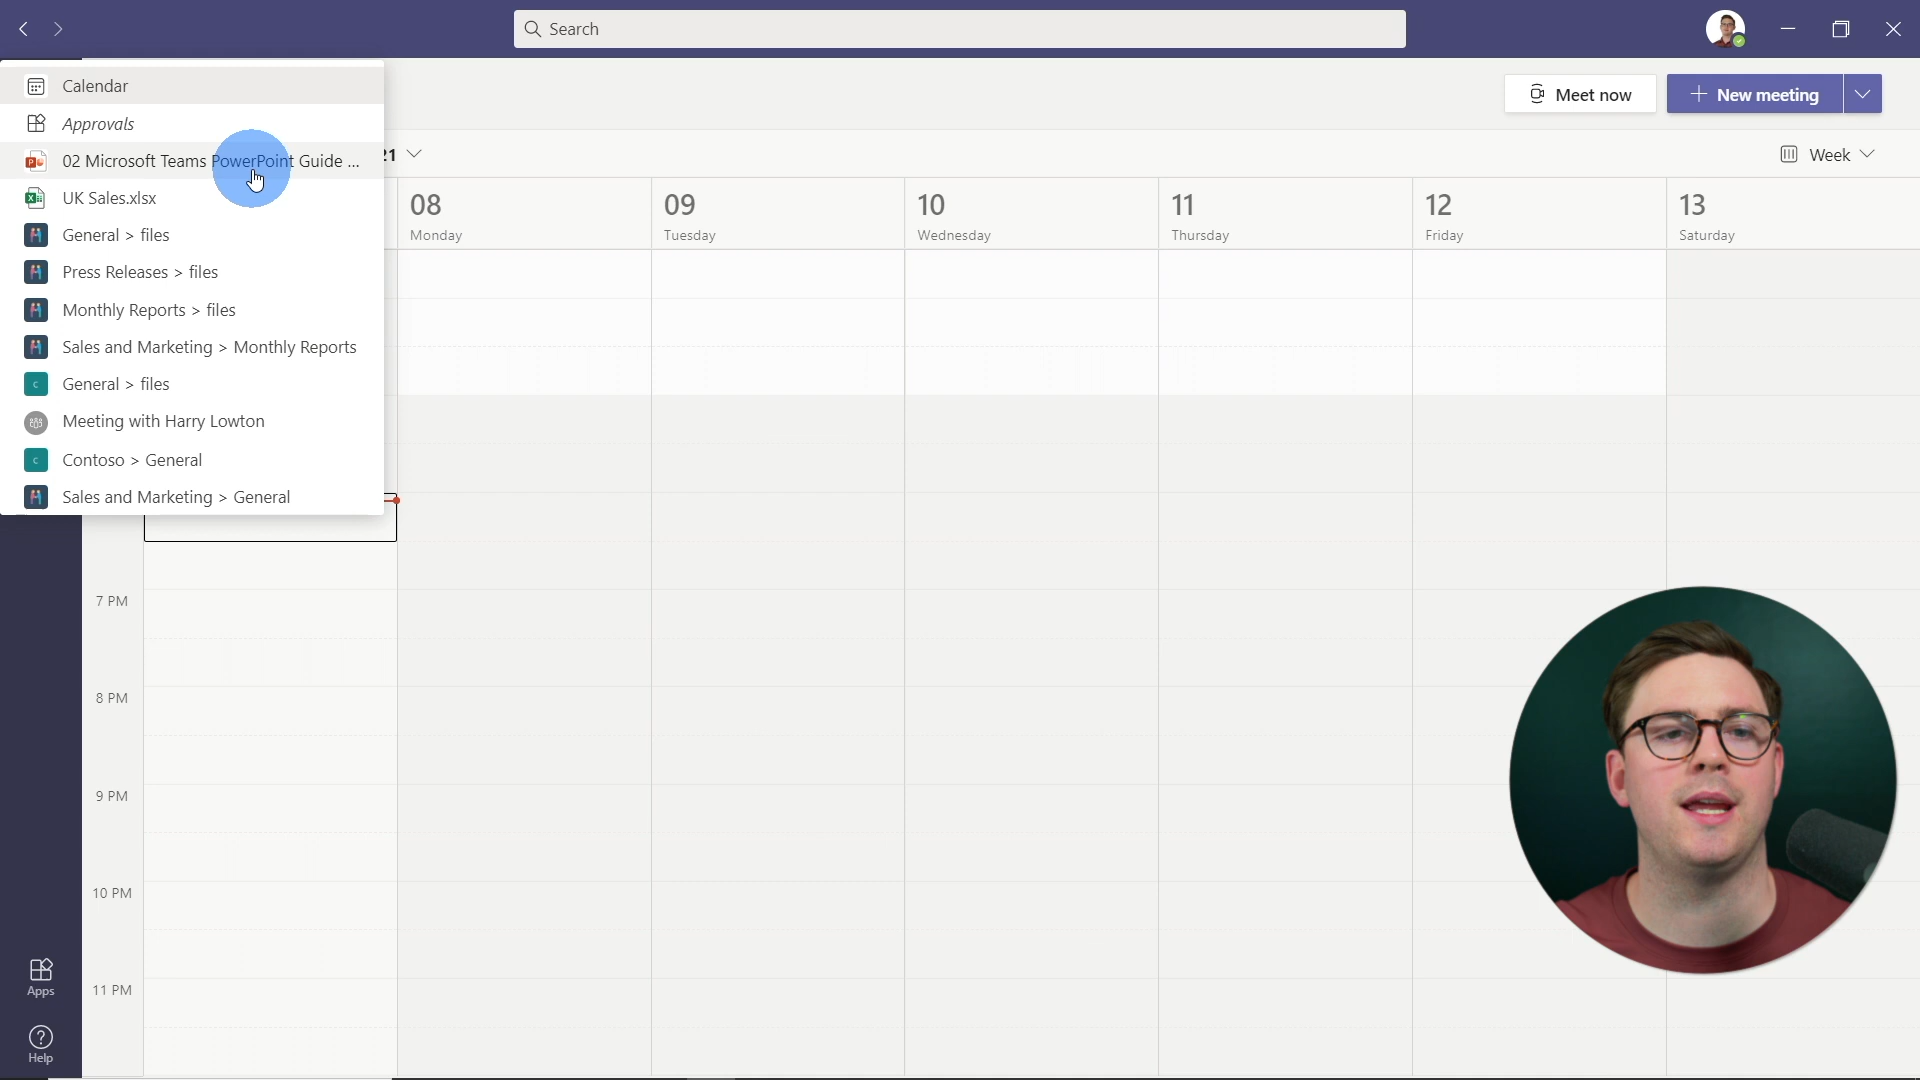 Search
Calendar
Approvals
02 Microsoft Teams PowerPoint Guide ...
UK Sales.xlsx
General > files
Press Releases > files
Monthly Reports > files
Sales and Marketing > Monthly Reports
General > files
Meeting with Harry Lowton
Contoso > General
Sales and Marketing > General
Meet now
New meeting
21
Week
08
Monday
09
Tuesday
10
Wednesday
11
Thursday
12
Friday
13
Saturday
7 PM
8 PM
9 PM
10 PM
11 PM
Apps
Help